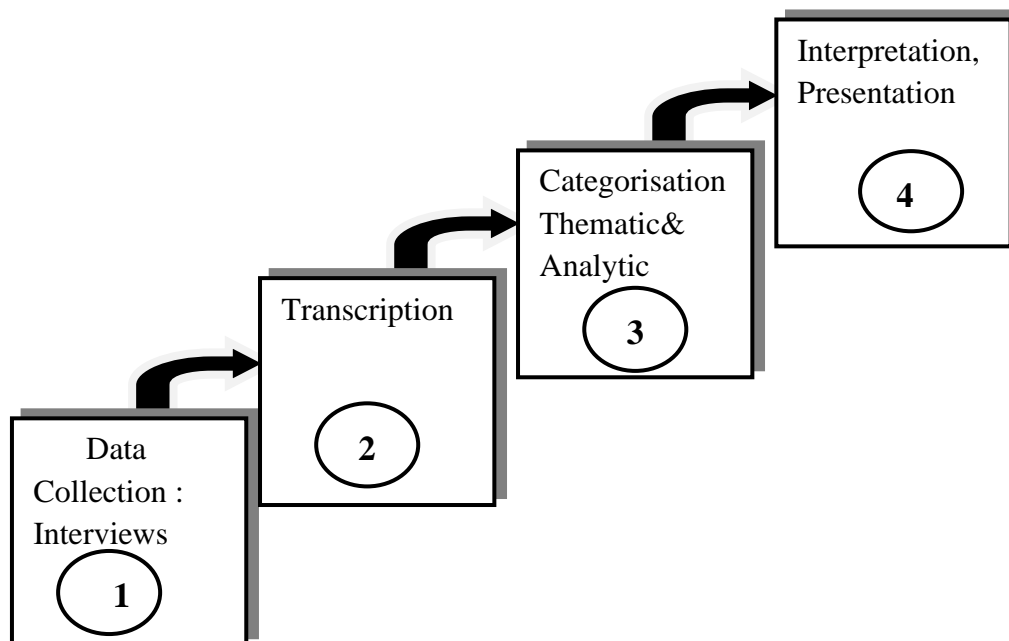 Data
Collection :
Interviews
1
Transcription
2
Categorisation
Thematic&
Analytic
3
Interpretation,
Presentation
4